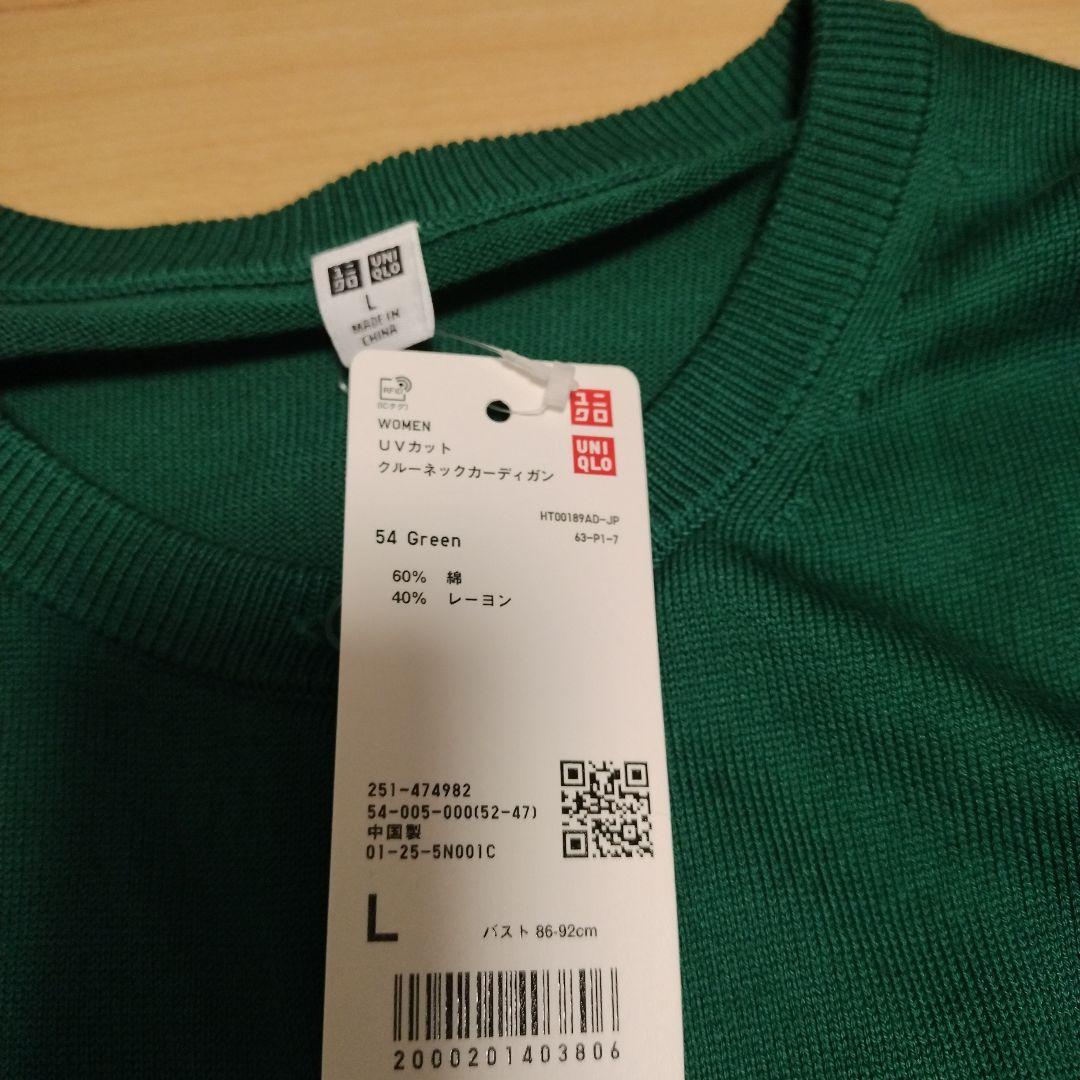 ユニ UNI
クロ QLO
L
MADE IN
CHINA
RFID
(ICタグ)
ユニ
クロ
UNI
QLO
WOMEN
UVカット
クルーネックカーディガン
HT00189AD-JP
63-P1-7
54 Green
60% 綿
40% レーヨン
251-474982
54-005-000(52-47)
中国製
01-25-5N001C
L バスト 86-92cm
2000201403806